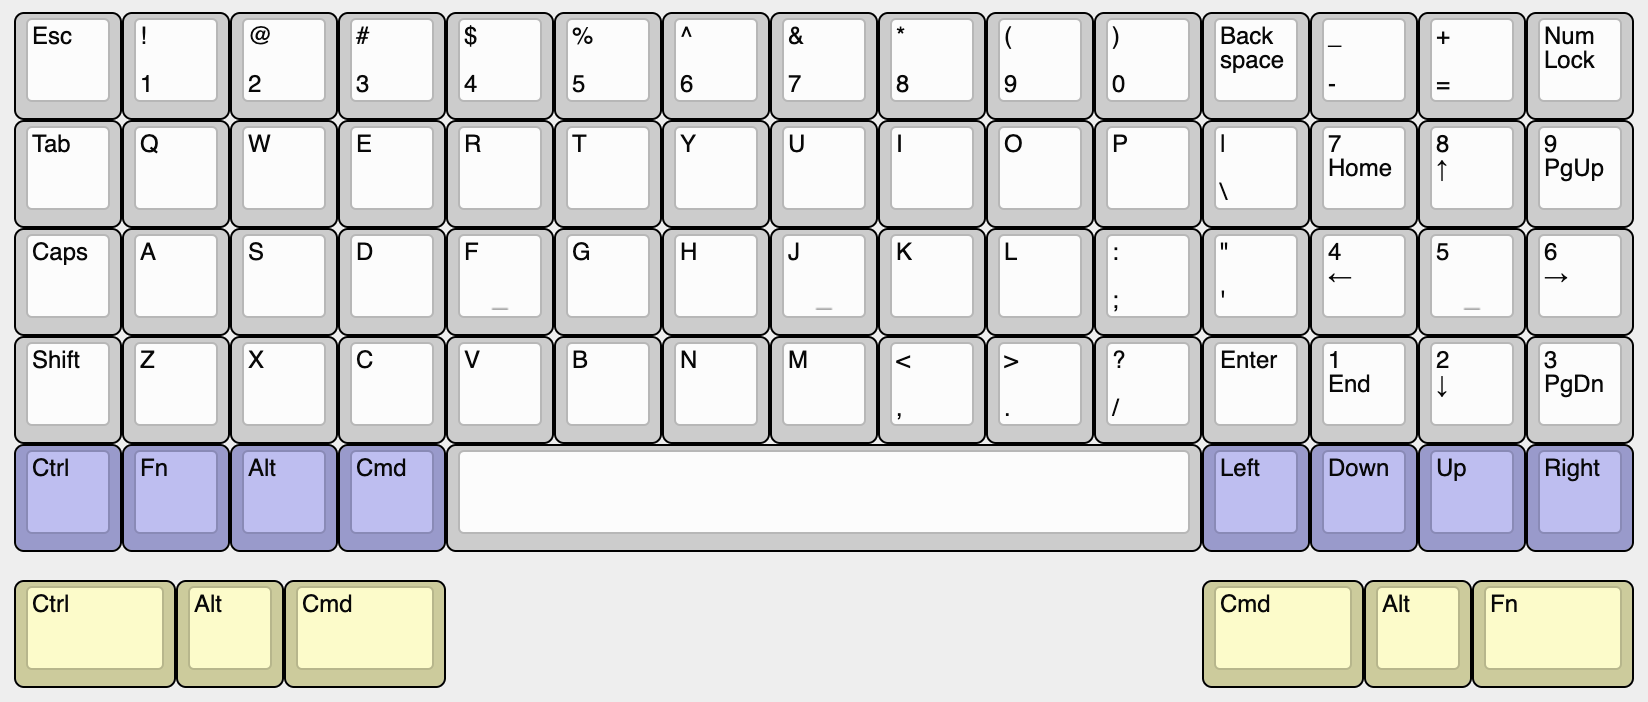 Esc ! @ # $ % ^ & * ( ) Back _ + Num
space Lock
1 2 3 4 5 6 7 8 9 0 - =
Tab Q W E R T Y U I O P | 7 8 9
Home ↑ PgUp
\
Caps A S D F G H J K L : " 4 5 6
← →
_ _ ; ' _
Shift Z X C V B N M < > ? Enter 1 2 3
End ↓ PgDn
, . /
Ctrl Fn Alt Cmd Left Down Up Right
Ctrl Alt Cmd Cmd Alt Fn